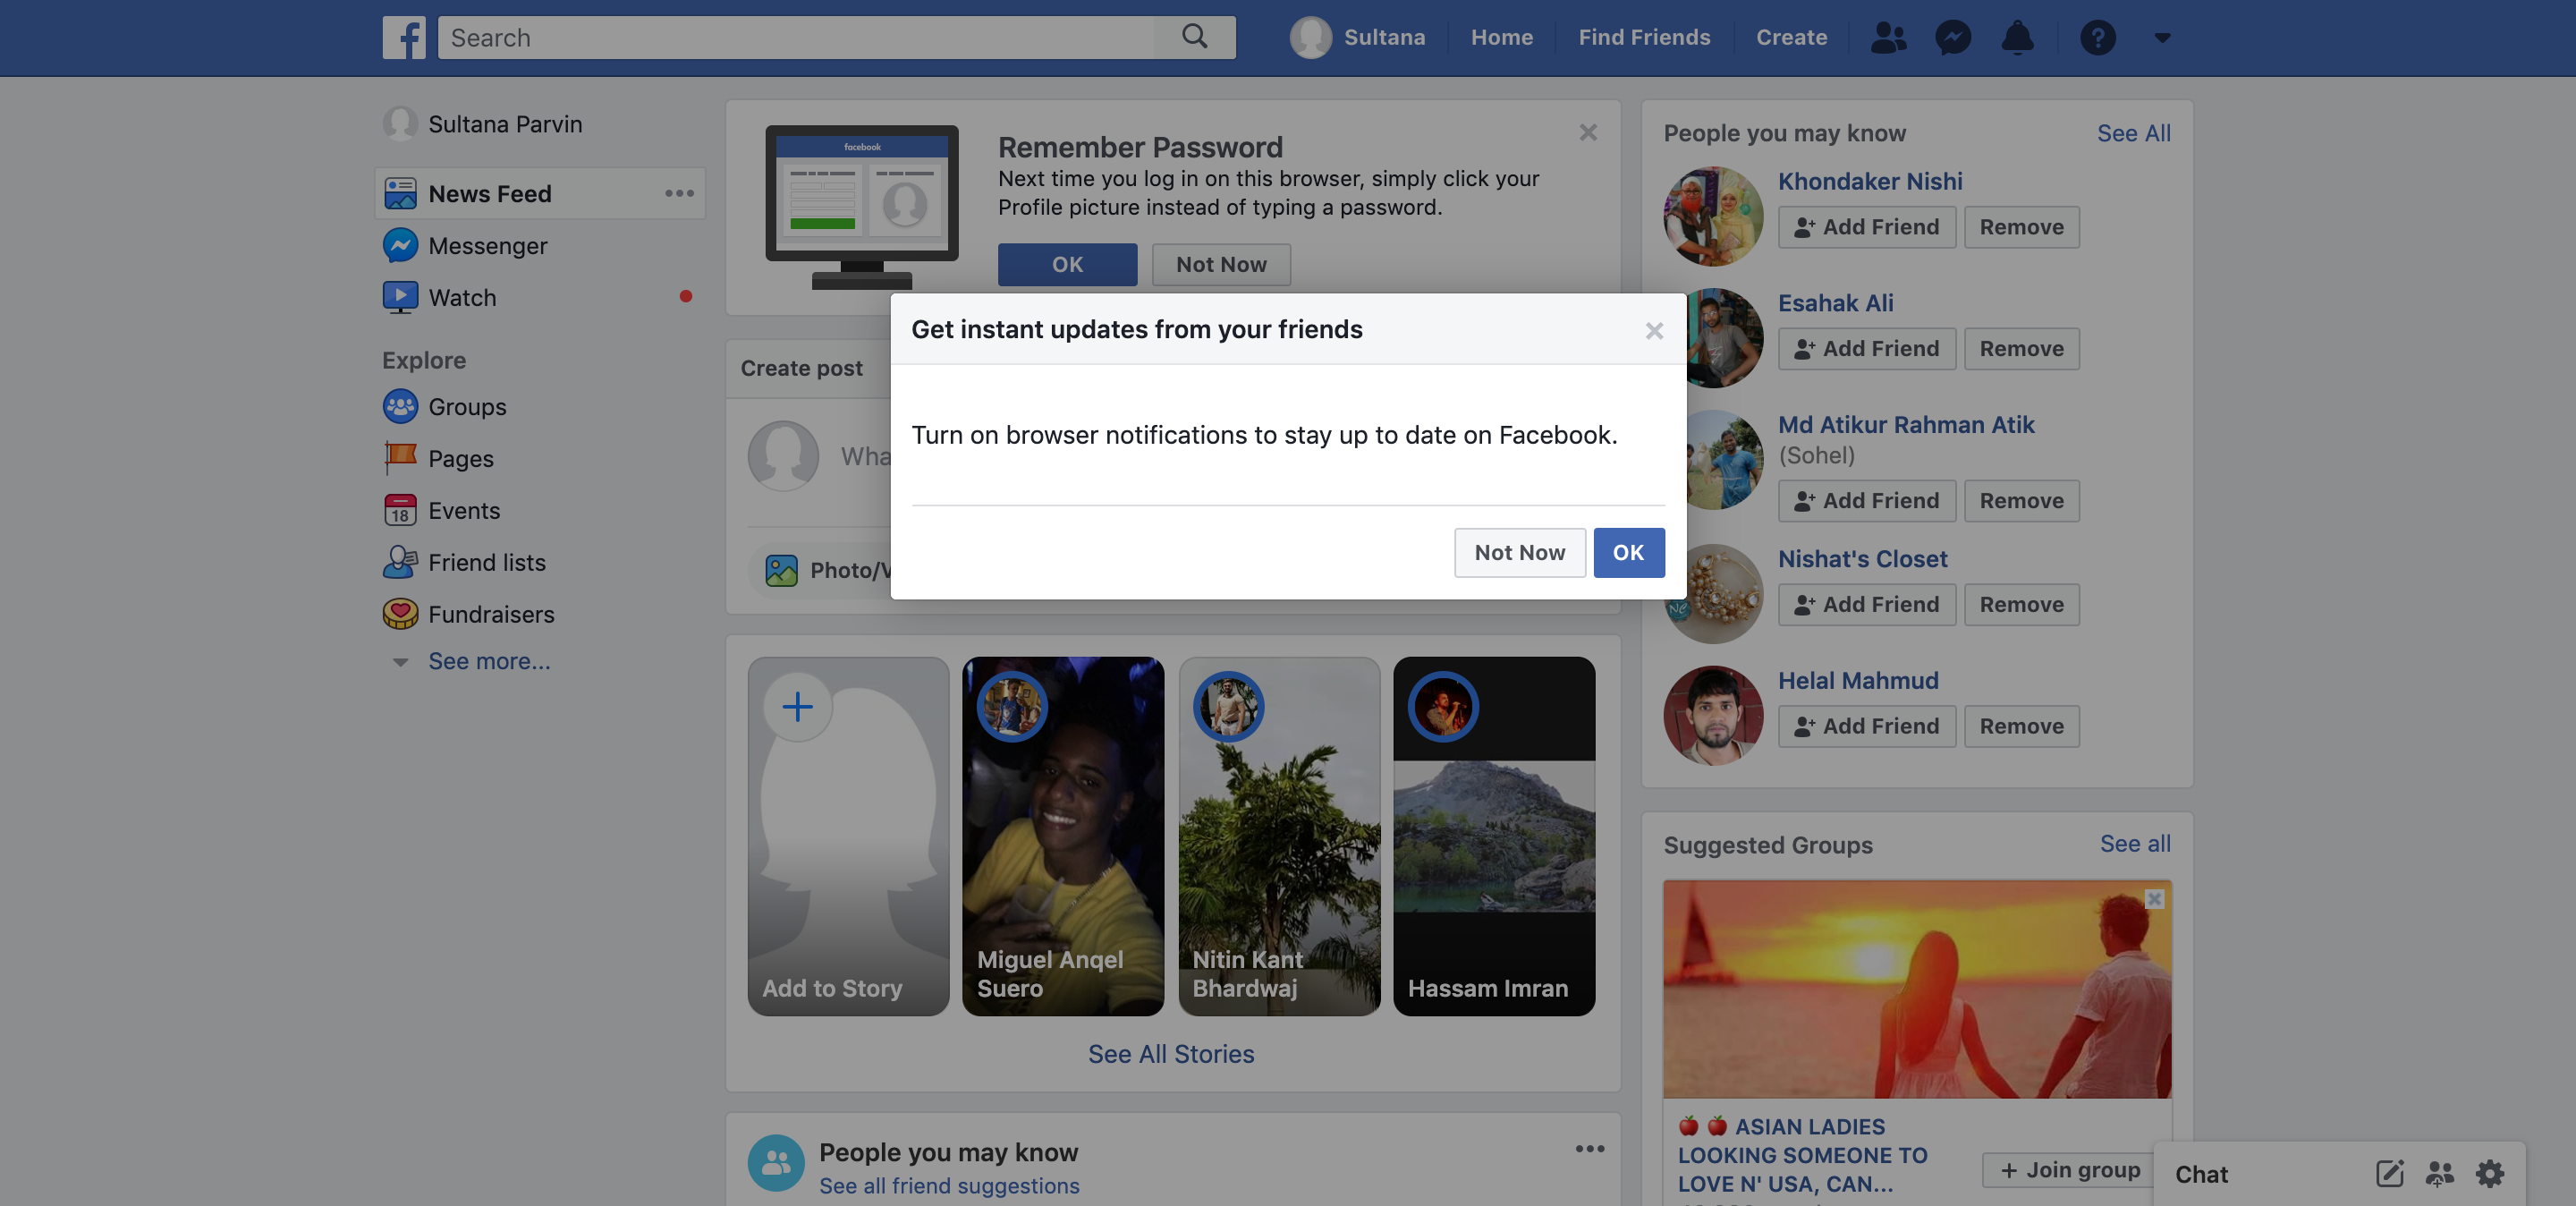 Search
Sultana
Home
Find Friends
Create
Sultana Parvin
News Feed
Messenger
Watch
Explore
Groups
Pages
18
Events
Friend lists
Fundraisers
See more...
facebook
Remember Password
Next time you log in on this browser, simply click your
Profile picture instead of typing a password.
OK
Not Now
Get instant updates from your friends
Turn on browser notifications to stay up to date on Facebook.
Not Now
OK
Create post
Wha
Photo/V
Add to Story
Miguel Anqel
Suero
Nitin Kant
Bhardwaj
Hassam Imran
See All Stories
People you may know
See all friend suggestions
People you may know
See All
Khondaker Nishi
Add Friend
Remove
Esahak Ali
Add Friend
Remove
Md Atikur Rahman Atik
(Sohel)
Add Friend
Remove
Nishat's Closet
NC
Add Friend
Remove
Helal Mahmud
Add Friend
Remove
Suggested Groups
See all
🍎 🍎 ASIAN LADIES
LOOKING SOMEONE TO
LOVE N' USA, CAN...
+ Join group
Chat